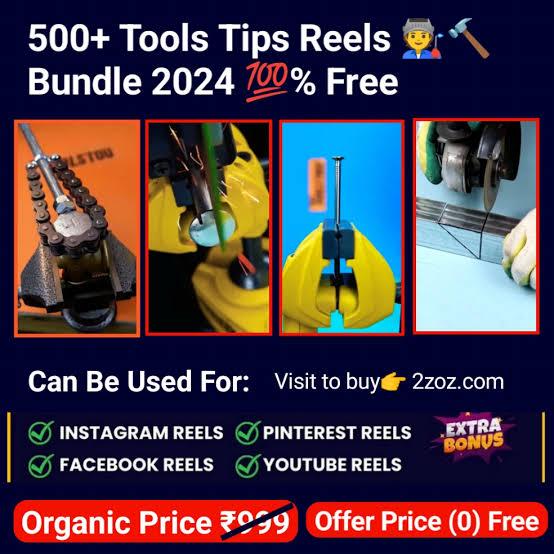 500+ Tools Tips Reels 👨‍🏭🔨
Bundle 2024 💯% Free
Can Be Used For: Visit to buy👉 2zoz.com
INSTAGRAM REELS PINTEREST REELS EXTRA BONUS
FACEBOOK REELS YOUTUBE REELS
Organic Price ₹999 Offer Price (0) Free